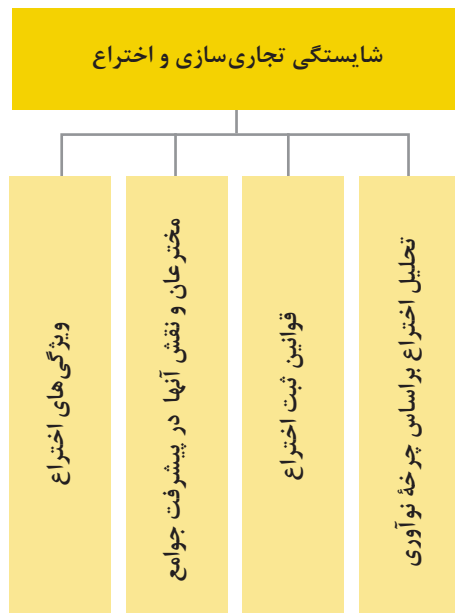 شایستگی تجاری‌سازی و اختراع
تحلیل اختراع براساس چرخهٔ نوآوری
قوانین ثبت اختراع
مخترعان و نقش آنها در پیشرفت جوامع
ویژگی‌های اختراع